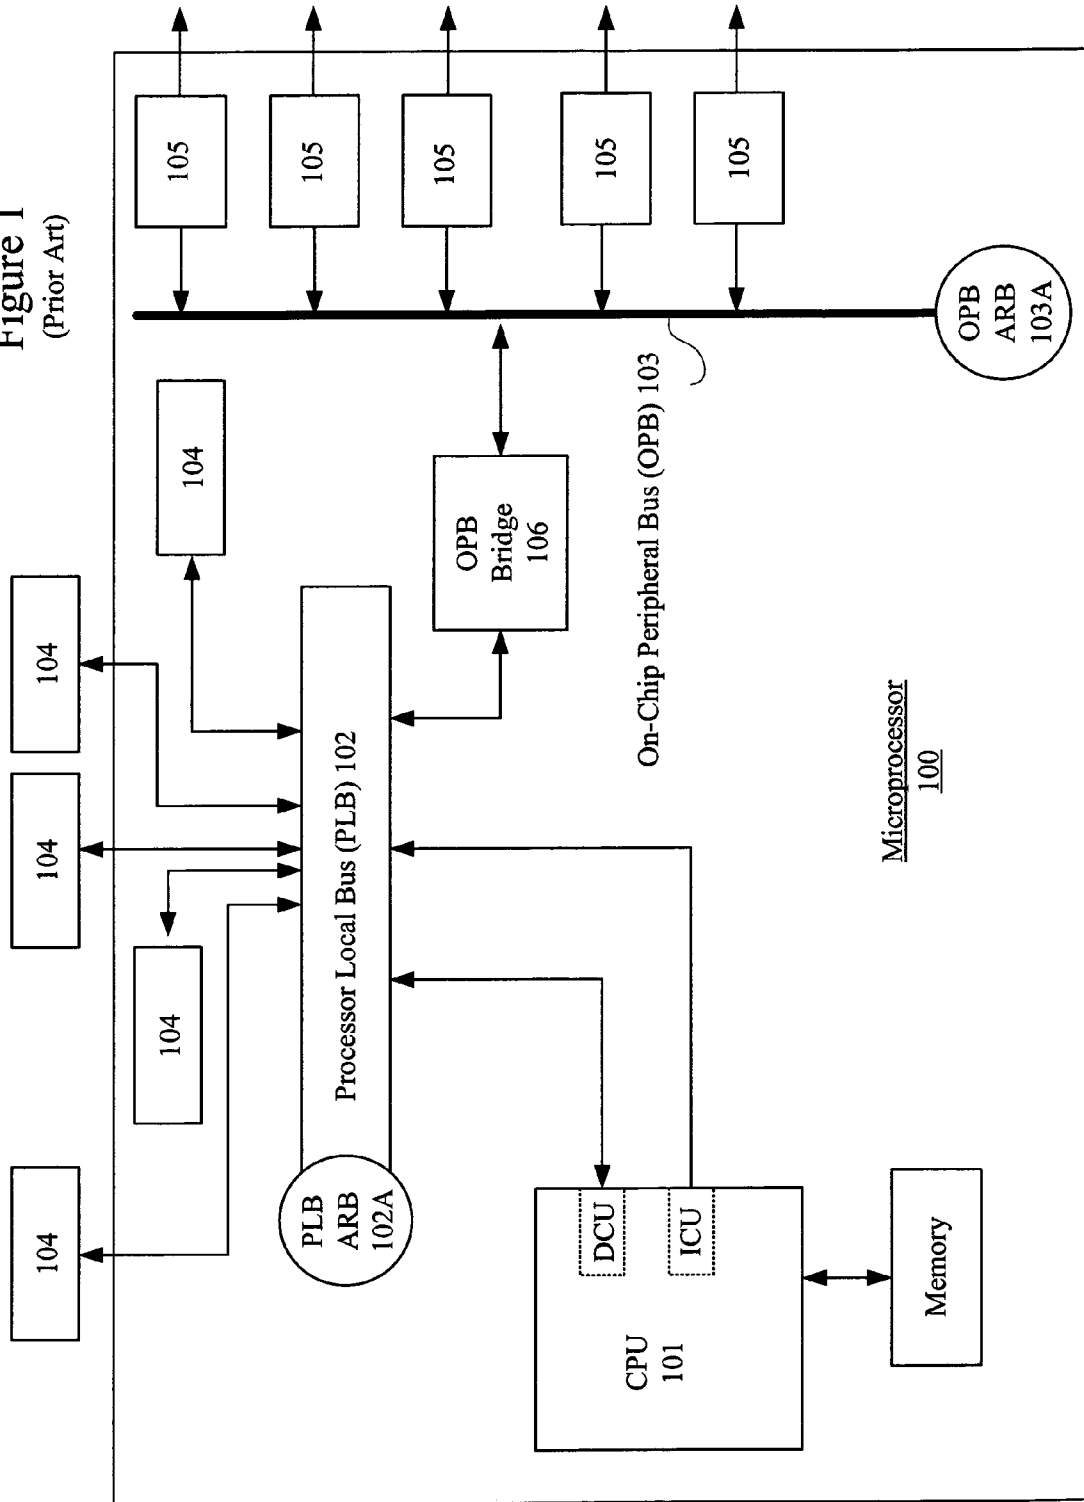 Figure 1
(Prior Art)
104
104
104
104
104
PLB
ARB
102A
Processor Local Bus (PLB) 102
CPU
101
DCU
ICU
Memory
OPB
Bridge
106
On-Chip Peripheral Bus (OPB) 103
Microprocessor
100
105
105
105
105
105
OPB
ARB
103A